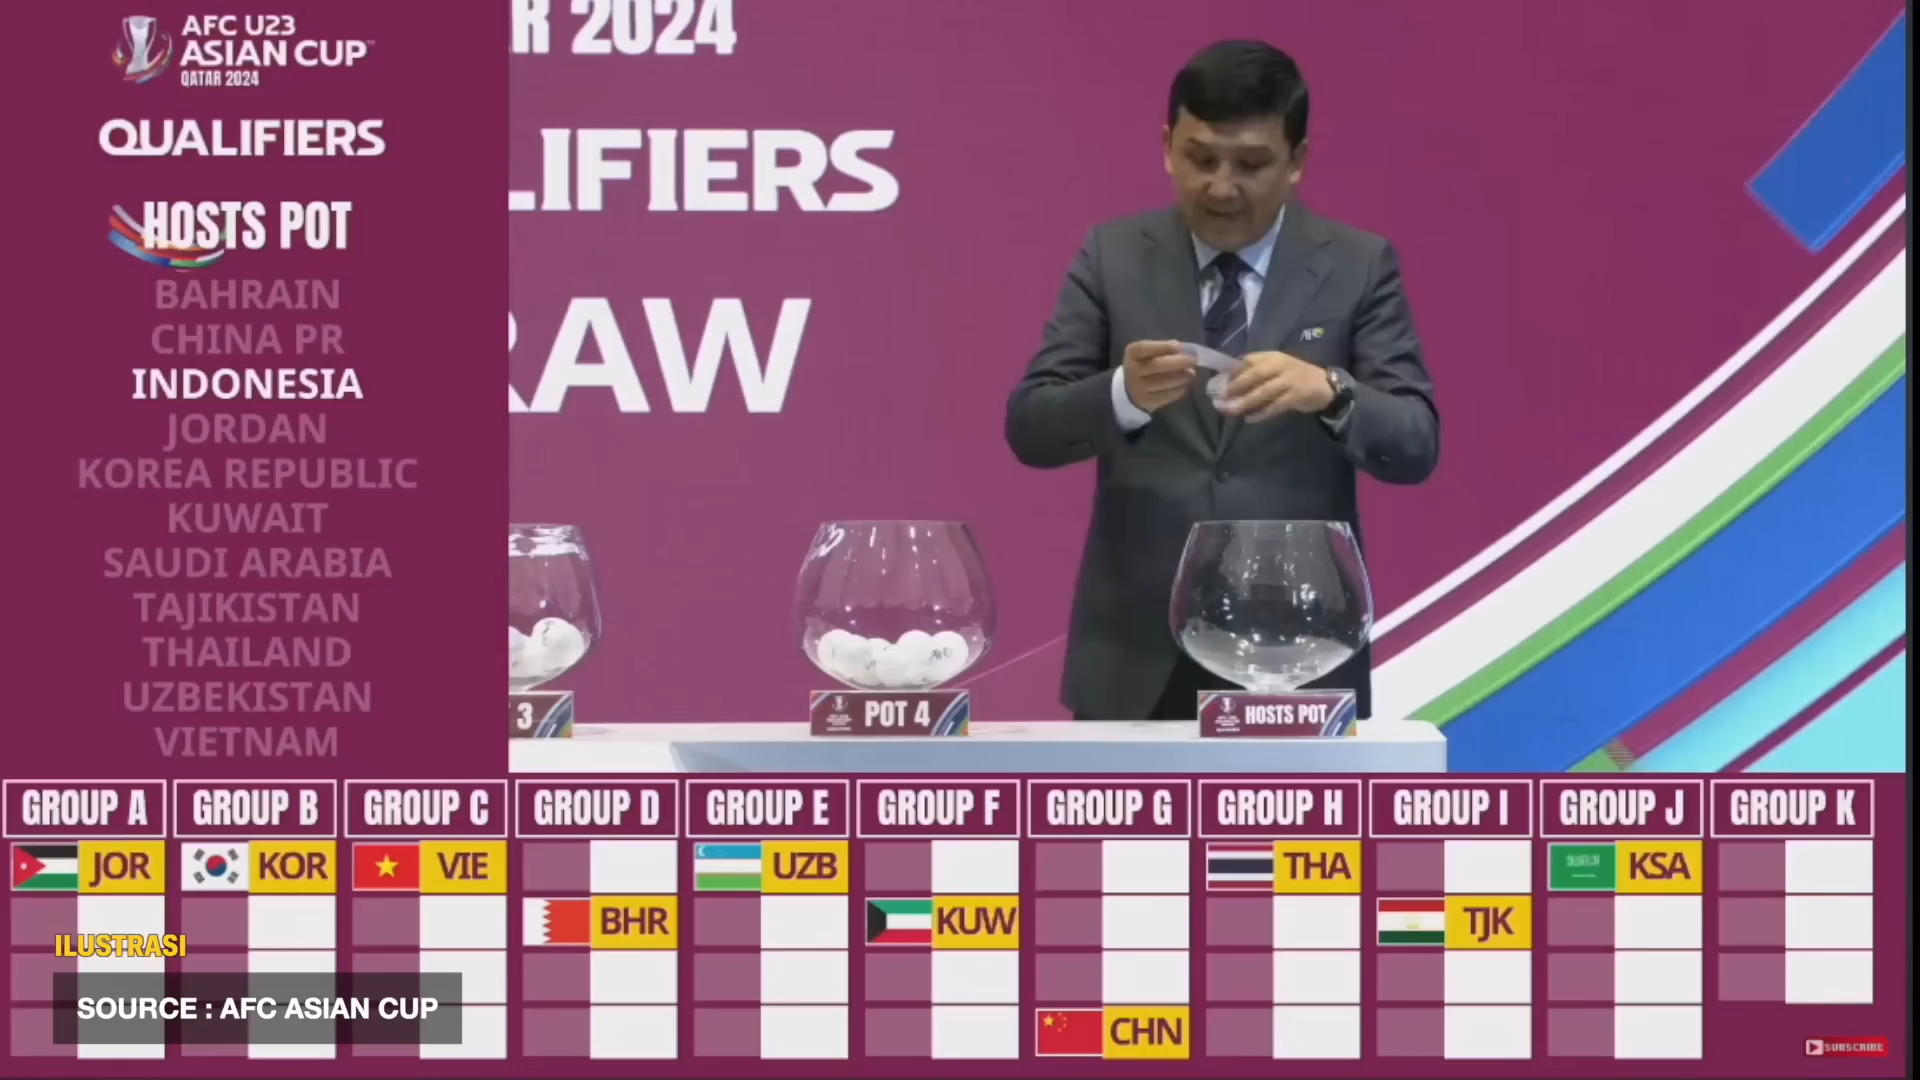 AFC U23
ASIAN CUP™
QATAR 2024
QUALIFIERS
HOSTS POT
BAHRAIN
CHINA PR
INDONESIA
JORDAN
KOREA REPUBLIC
KUWAIT
SAUDI ARABIA
TAJIKISTAN
THAILAND
UZBEKISTAN
VIETNAM
R 2024
LIFIERS
RAW
AFC
3
POT 4
HOSTS POT
GROUP A
GROUP B
GROUP C
GROUP D
GROUP E
GROUP F
GROUP G
GROUP H
GROUP I
GROUP J
GROUP K
JOR
KOR
VIE
UZB
THA
KSA
BHR
KUW
TJK
CHN
ILUSTRASI
SOURCE : AFC ASIAN CUP
SUBSCRIBE